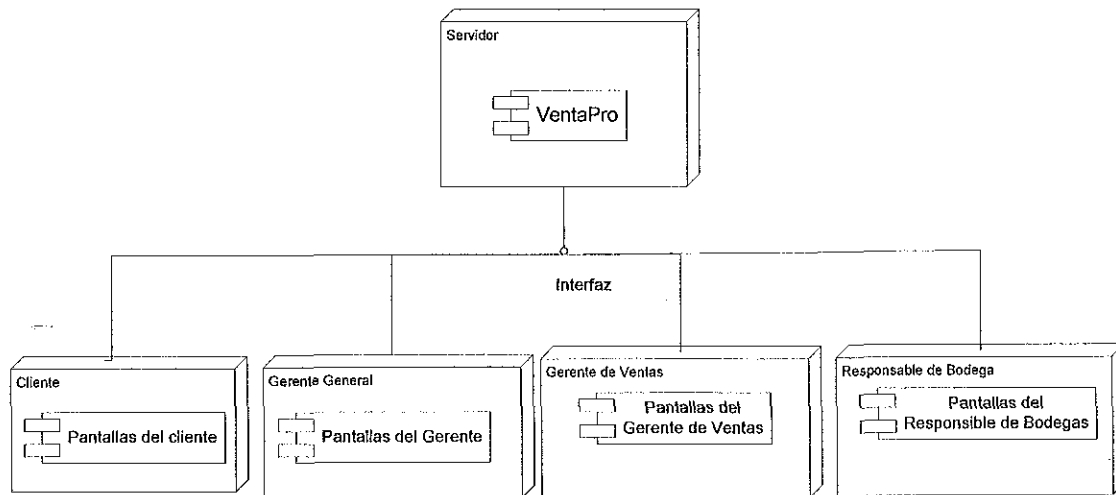 Servidor
VentaPro
Interfaz
Cliente
Pantallas del cliente
Gerente General
Pantallas del Gerente
Gerente de Ventas
Pantallas del
Gerente de Ventas
Responsable de Bodega
Pantallas del
Responsible de Bodegas